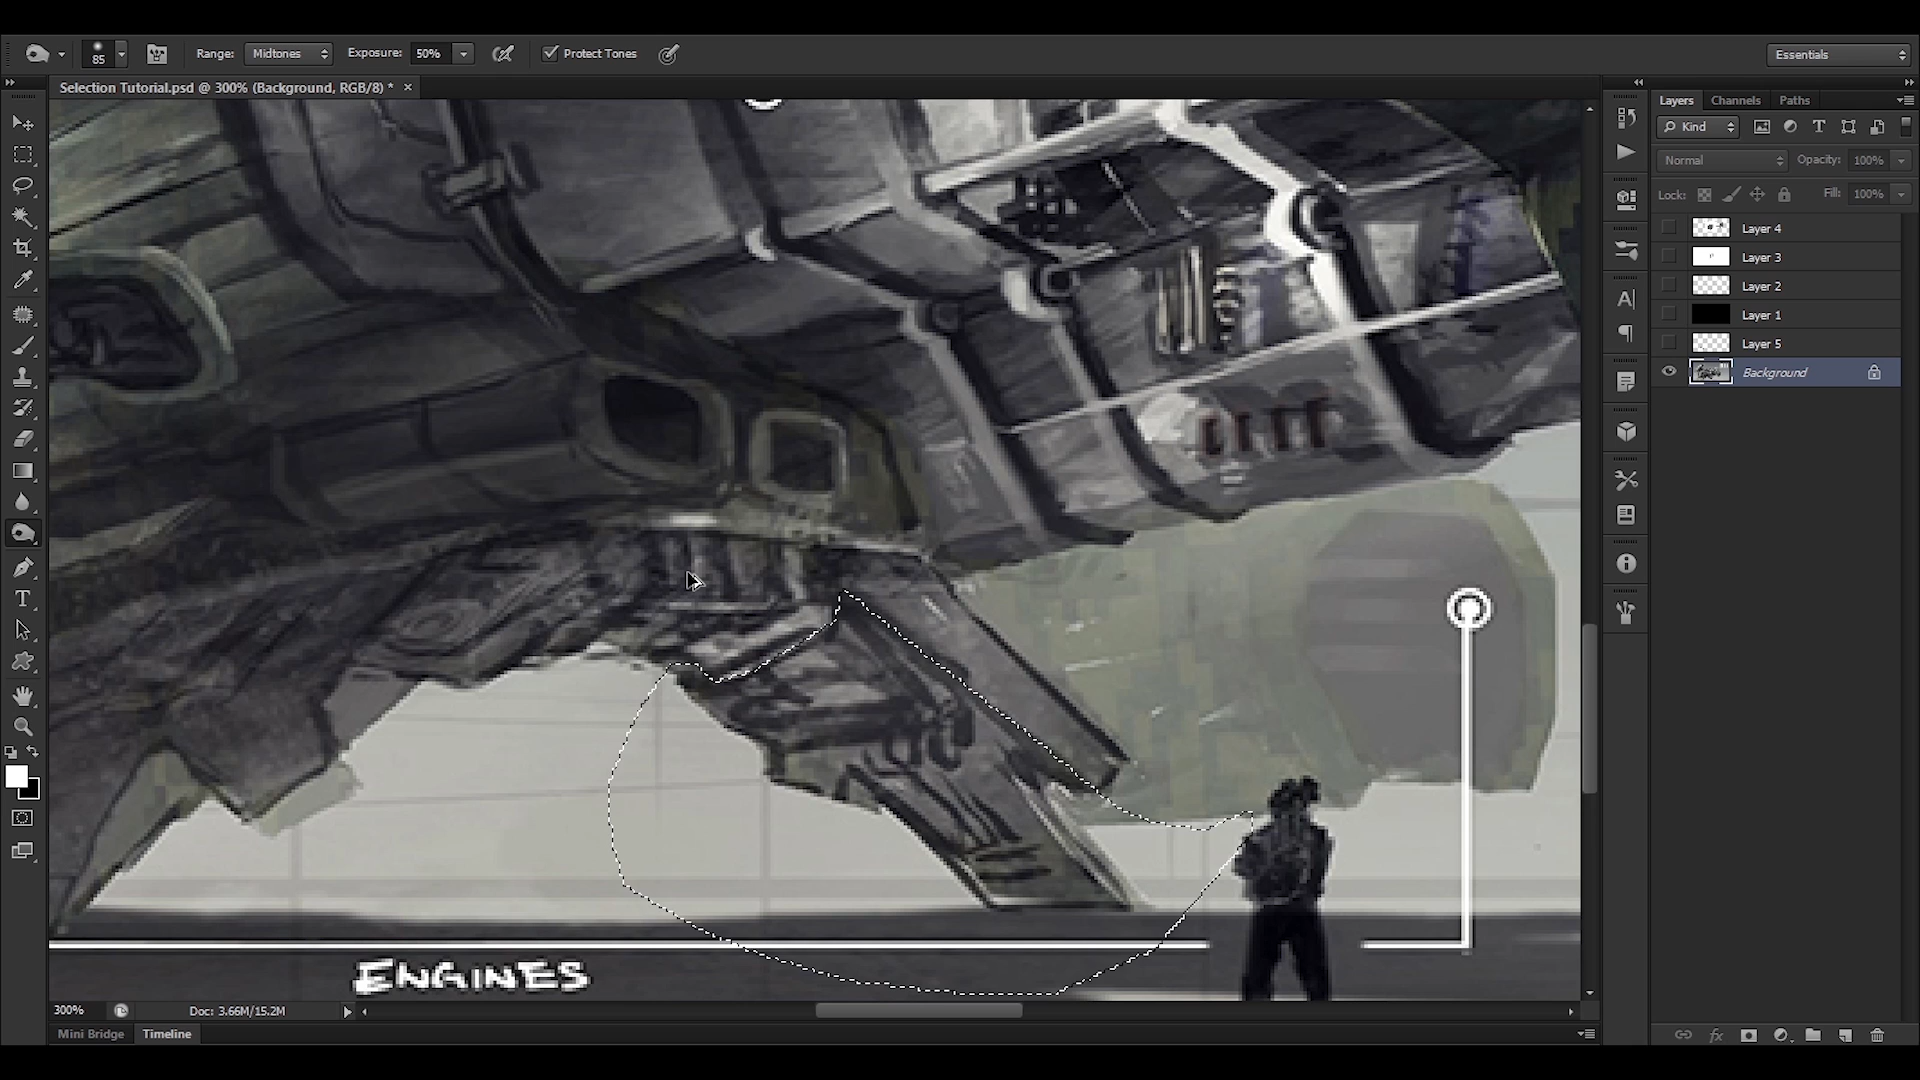 85
Range: Midtones
Exposure: 50%
Protect Tones
Essentials
Selection Tutorial.psd @ 300% (Background, RGB/8) * ×
Layers Channels Paths
Kind
Normal Opacity: 100%
Lock: Fill: 100%
Layer 4
Layer 3
Layer 2
Layer 1
Layer 5
Background
ENGINES
300% Doc: 3.66M/15.2M
Mini Bridge Timeline